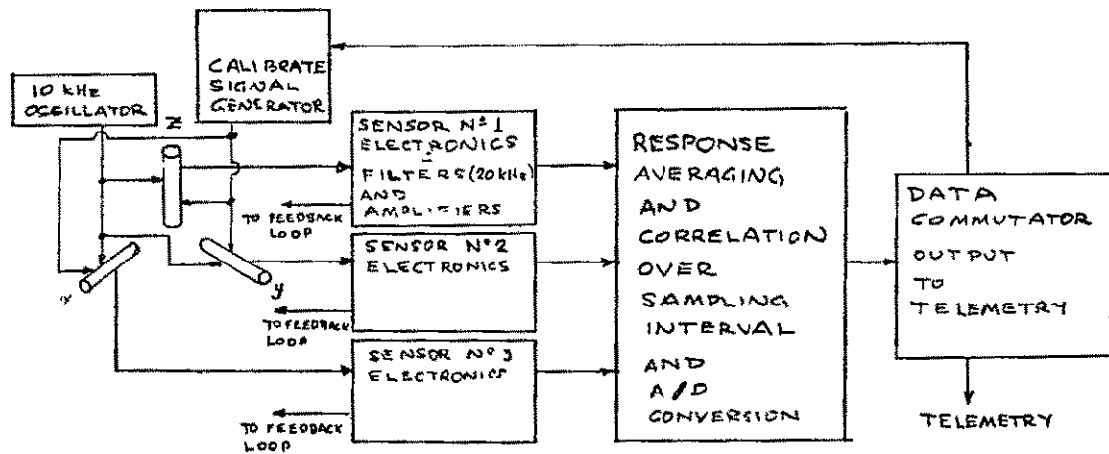 10 kHz
OSCILLATOR
CALIBRATE
SIGNAL
GENERATOR
Z
x
y
SENSOR Nº 1
ELECTRONICS
FILTERS (20 kHz)
AND
AMPLIFIERS
TO FEEDBACK
LOOP
SENSOR Nº 2
ELECTRONICS
TO FEEDBACK
LOOP
SENSOR Nº 3
ELECTRONICS
TO FEEDBACK
LOOP
RESPONSE
AVERAGING
AND
CORRELATION
OVER
SAMPLING
INTERVAL
AND
A/D
CONVERSION
DATA
COMMUTATOR
OUTPUT
TO
TELEMETRY
TELEMETRY